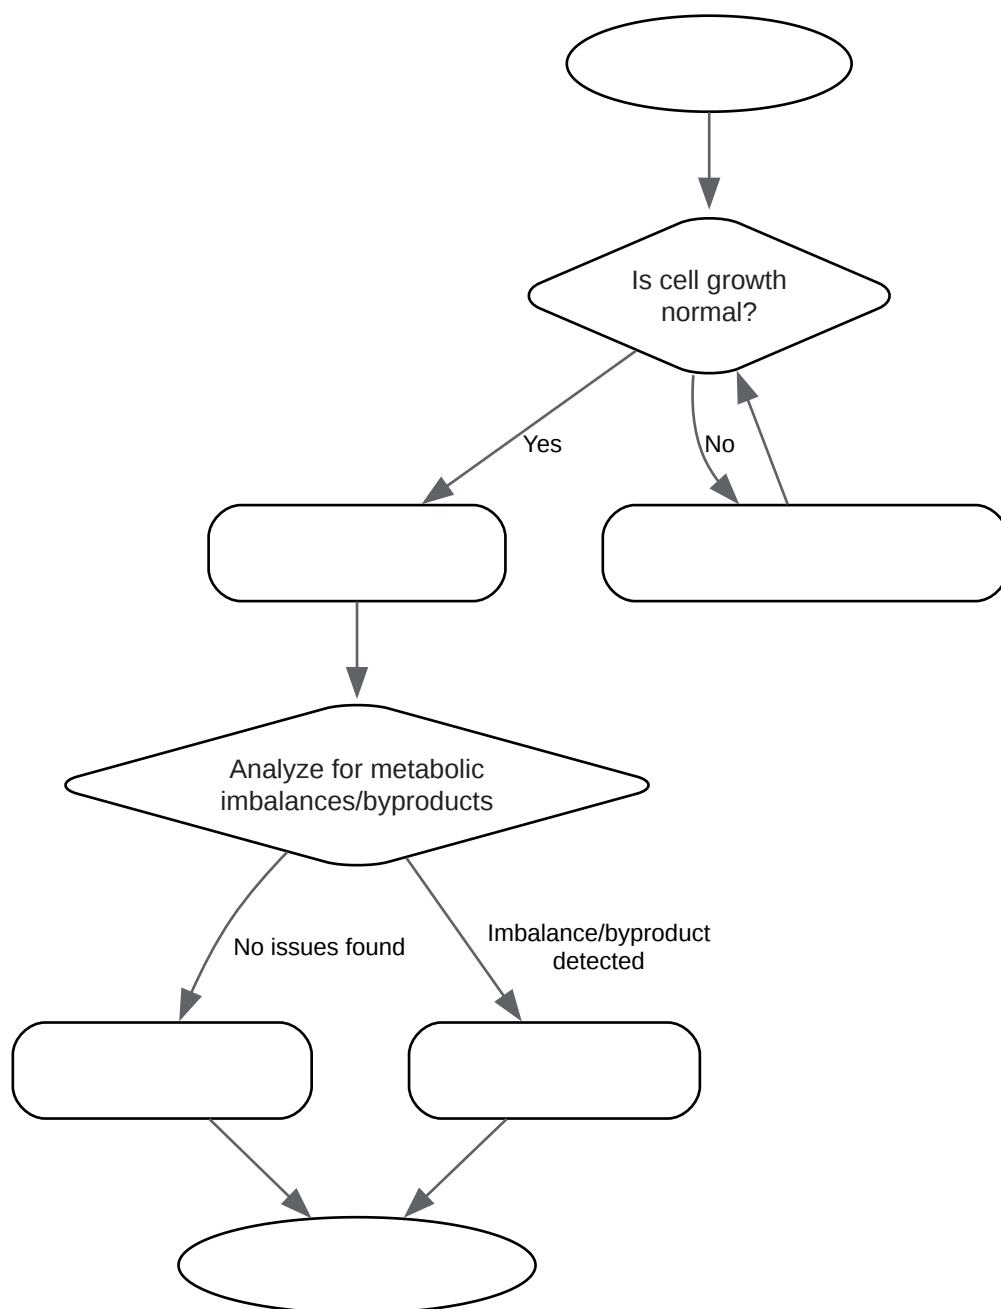 Is cell growth
normal?
Yes
No
Analyze for metabolic
imbalances/byproducts
No issues found
Imbalance/byproduct
detected